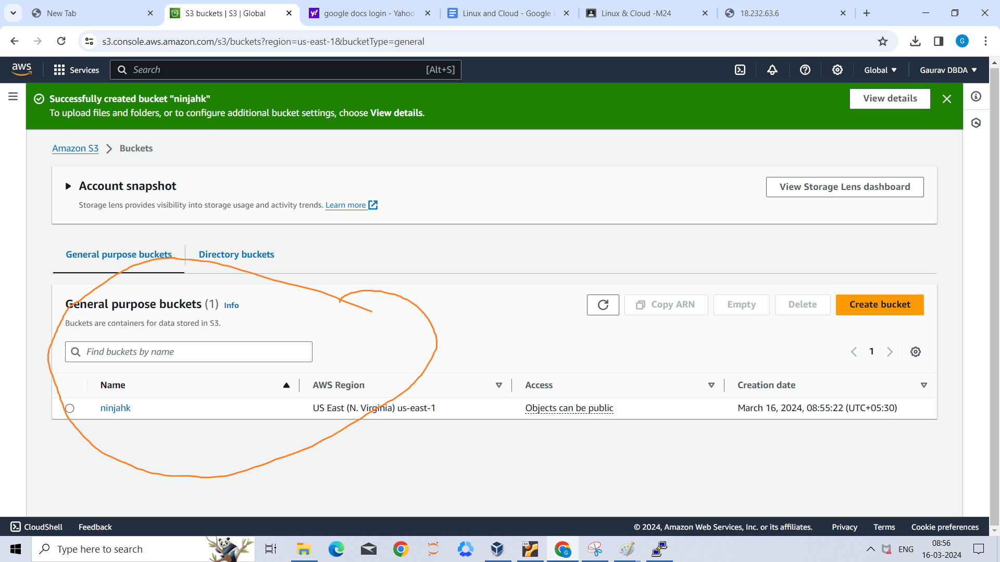 New Tab
S3 buckets | S3 | Global
google docs login - Yahoo
Linux and Cloud - Google
Linux & Cloud -M24
18.232.63.6
s3.console.aws.amazon.com/s3/buckets?region=us-east-1&bucketType=general
G
aws
Services
Search
[Alt+S]
Global
Gaurav DBDA
Successfully created bucket "ninjahk"
To upload files and folders, or to configure additional bucket settings, choose View details.
View details
Amazon S3
Buckets
Account snapshot
View Storage Lens dashboard
Storage lens provides visibility into storage usage and activity trends. Learn more
General purpose buckets
Directory buckets
General purpose buckets (1) Info
Copy ARN
Empty
Delete
Create bucket
Buckets are containers for data stored in S3.
Find buckets by name
1
Name
AWS Region
Access
Creation date
ninjahk
US East (N. Virginia) us-east-1
Objects can be public
March 16, 2024, 08:55:22 (UTC+05:30)
CloudShell
Feedback
© 2024, Amazon Web Services, Inc. or its affiliates.
Privacy
Terms
Cookie preferences
Type here to search
64
G
ENG
08:56
16-03-2024